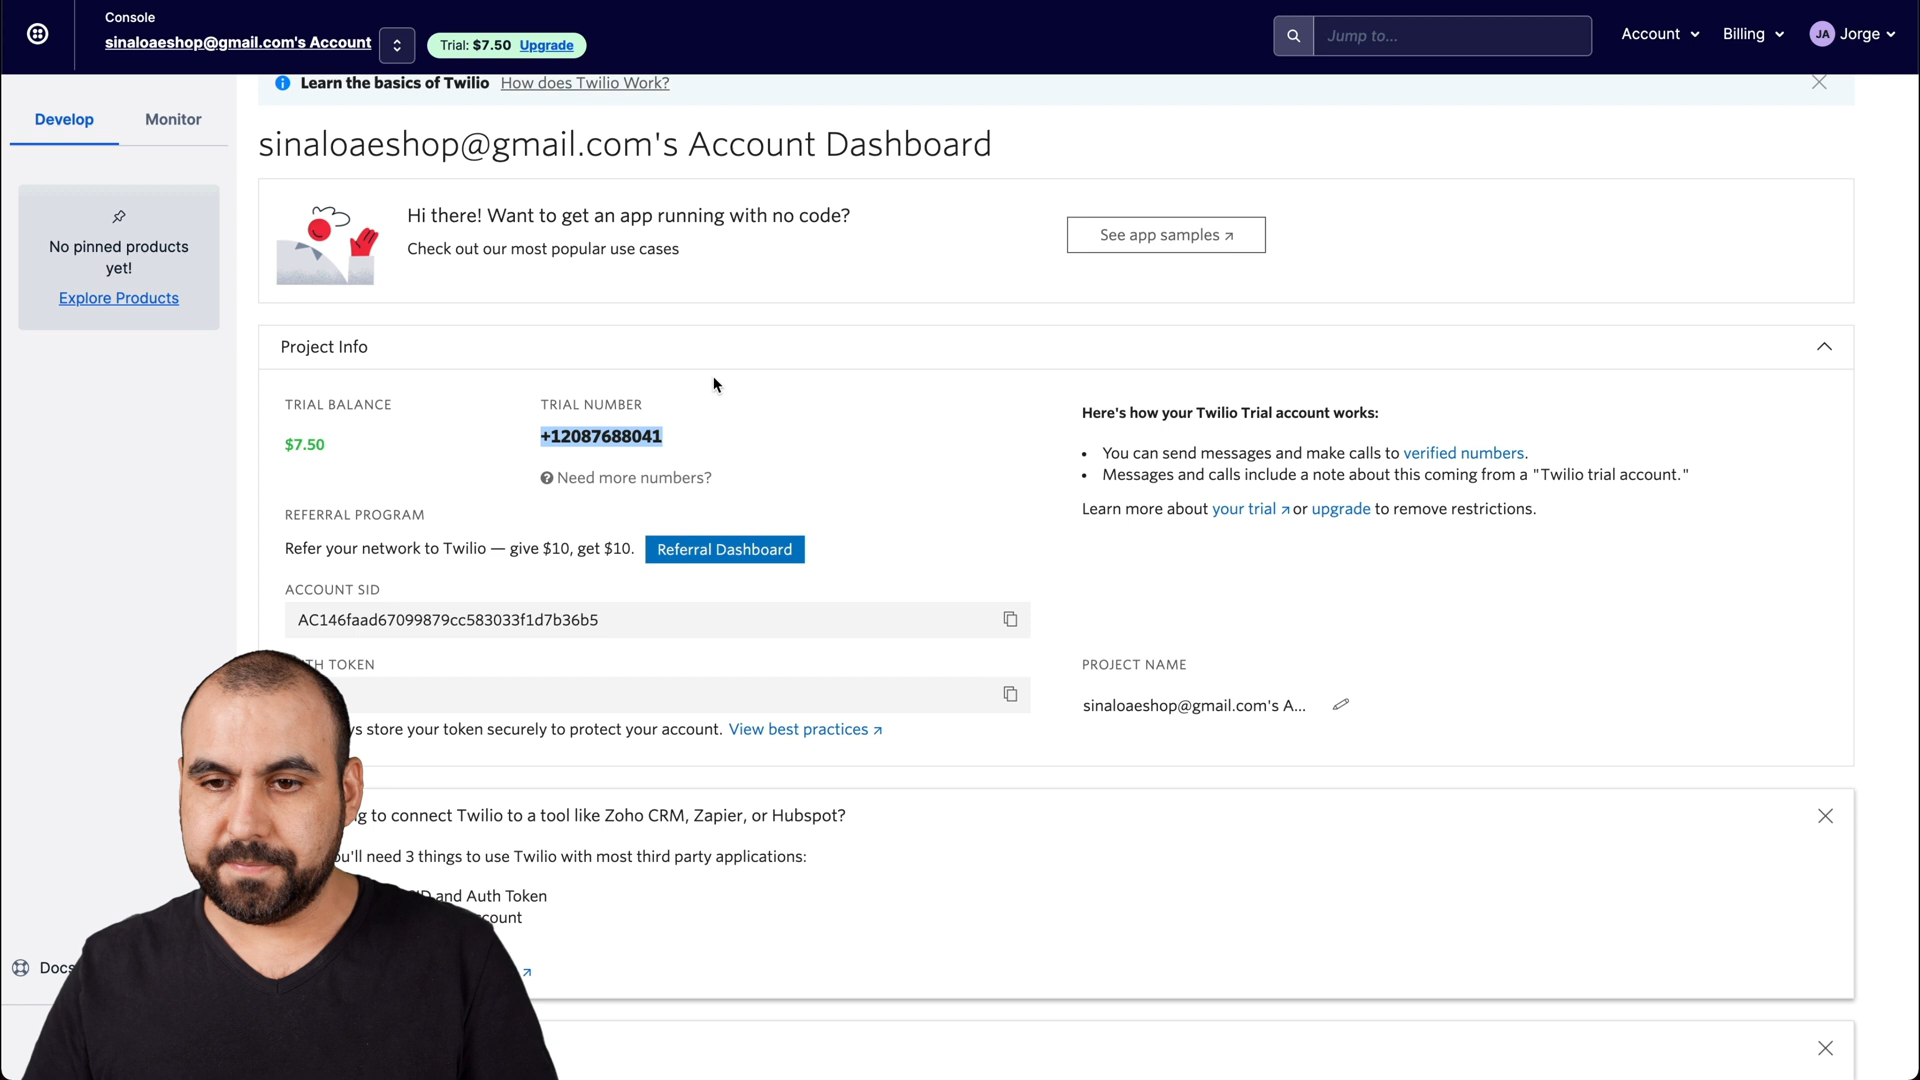 Console
sinaloaeshop@gmail.com's Account
Trial: $7.50 Upgrade
Jump to...
Account
Billing
JA
Jorge
Learn the basics of Twilio How does Twilio Work?
Develop
Monitor
No pinned products
yet!
Explore Products
sinaloaeshop@gmail.com's Account Dashboard
Hi there! Want to get an app running with no code?
Check out our most popular use cases
See app samples
Project Info
TRIAL BALANCE
$7.50
TRIAL NUMBER
+12087688041
Need more numbers?
Here's how your Twilio Trial account works:
• You can send messages and make calls to verified numbers.
• Messages and calls include a note about this coming from a "Twilio trial account."
Learn more about your trial or upgrade to remove restrictions.
REFERRAL PROGRAM
Refer your network to Twilio — give $10, get $10. Referral Dashboard
ACCOUNT SID
AC146faad67099879cc583033f1d7b36b5
TOKEN
store your token securely to protect your account. View best practices
PROJECT NAME
sinaloaeshop@gmail.com's A...
to connect Twilio to a tool like Zoho CRM, Zapier, or Hubspot?
need 3 things to use Twilio with most third party applications:
and Auth Token
Docs